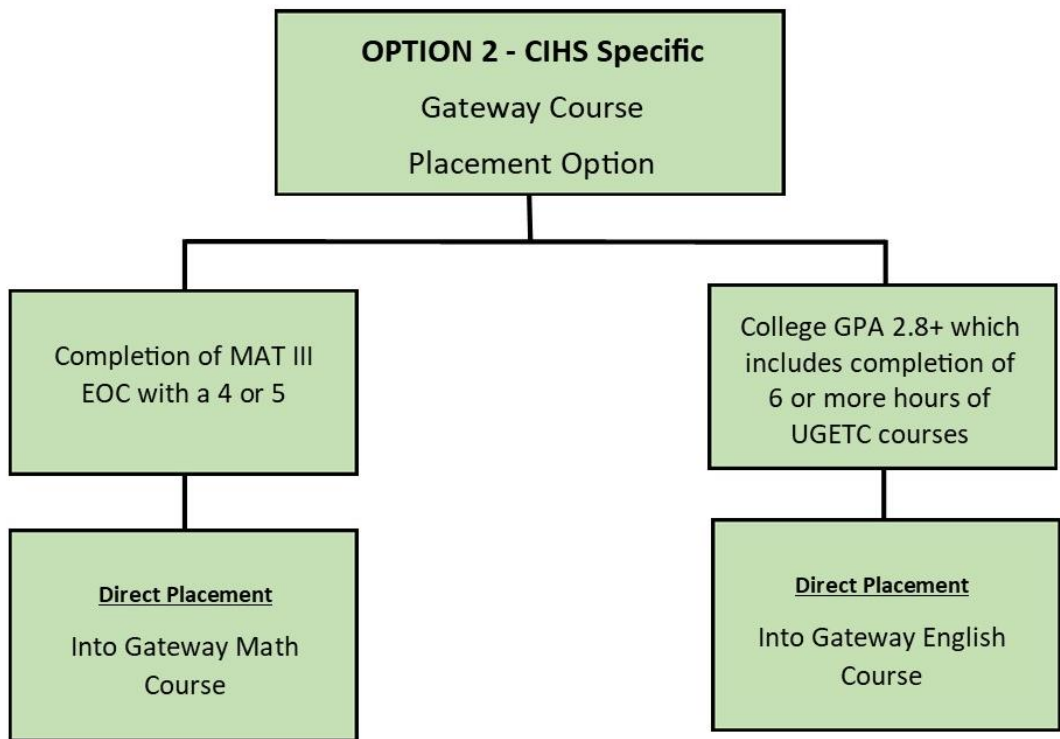 OPTION 2 - CIHS Specific
Gateway Course
Placement Option
Completion of MAT III
EOC with a 4 or 5
College GPA 2.8+ which
includes completion of
6 or more hours of
UGETC courses
Direct Placement
Into Gateway Math
Course
Direct Placement
Into Gateway English
Course